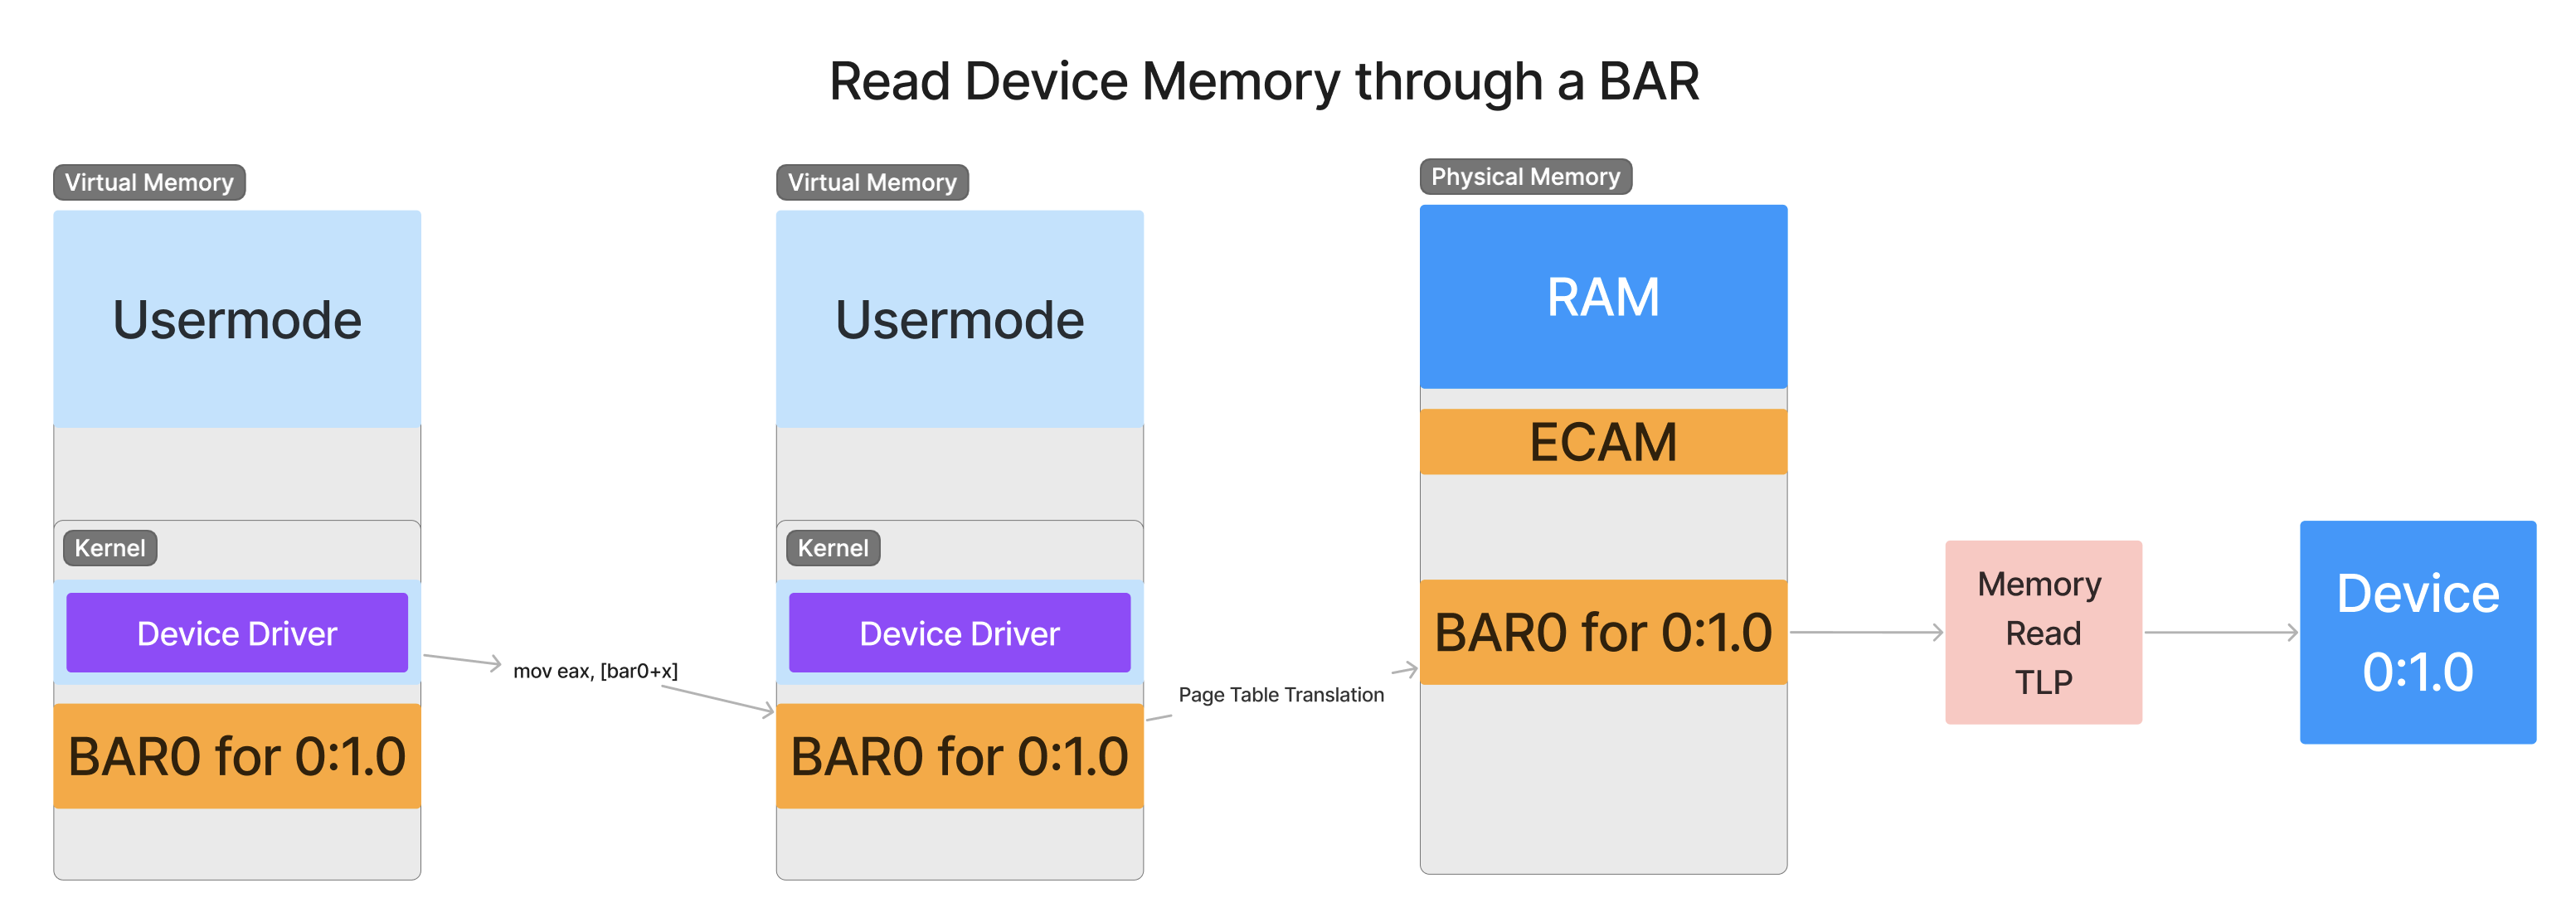 Read Device Memory through a BAR
Virtual Memory
Usermode
Kernel
Device Driver
BAR0 for 0:1.0
mov eax, [bar0+x]
Virtual Memory
Usermode
Kernel
Device Driver
BAR0 for 0:1.0
Page Table Translation
Physical Memory
RAM
ECAM
BAR0 for 0:1.0
Memory
Read
TLP
Device
0:1.0